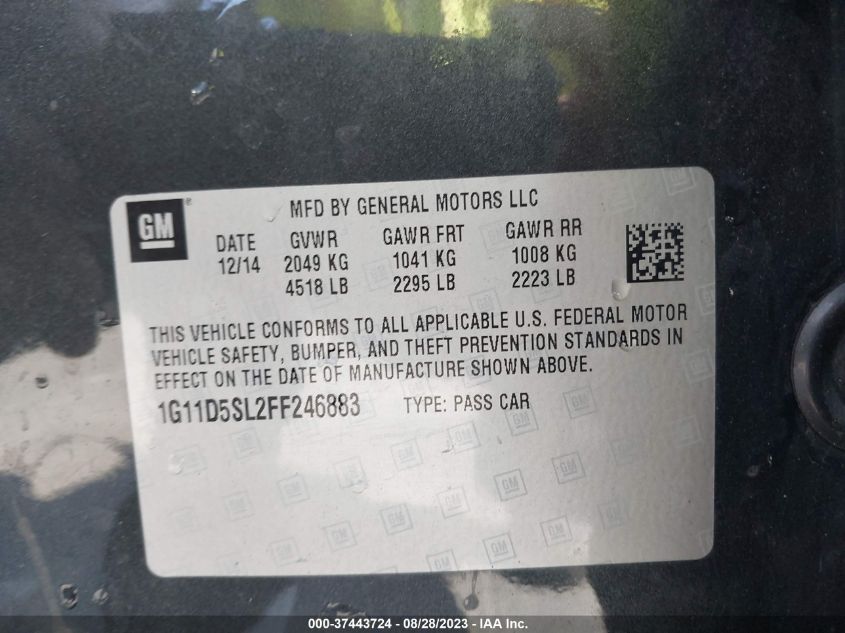 GM ® MFD BY GENERAL MOTORS LLC
DATE GVWR GAWR FRT GAWR RR
12/14 2049 KG 1041 KG 1008 KG
4518 LB 2295 LB 2223 LB
THIS VEHICLE CONFORMS TO ALL APPLICABLE U.S. FEDERAL MOTOR
VEHICLE SAFETY, BUMPER, AND THEFT PREVENTION STANDARDS IN
EFFECT ON THE DATE OF MANUFACTURE SHOWN ABOVE.
1G11D5SL2FF246883 TYPE: PASS CAR
000-37443724 - 08/28/2023 - IAA Inc.